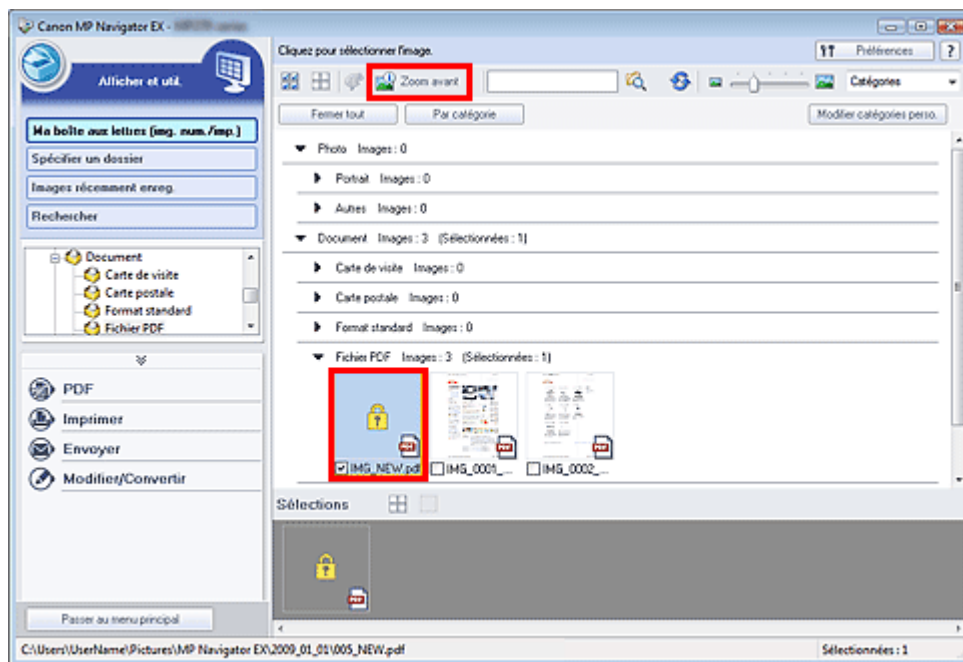 Canon MP Navigator EX -
Cliquez pour sélectionner l'image.
Préférences
?
Afficher et util.
Zoom avant
Catégories
Fermer tout
Par catégorie
Modifier catégories perso.
Ma boîte aux lettres (img. num./imp.)
Spécifier un dossier
Images récemment enreg.
Rechercher
Photo Images : 0
Portrait Images : 0
Autres Images : 0
Document Images : 3 (Sélectionnées : 1)
Carte de visite Images : 0
Carte postale Images : 0
Format standard Images : 0
Fichier PDF Images : 3 (Sélectionnées : 1)
Document
Carte de visite
Carte postale
Format standard
Fichier PDF
PDF
Imprimer
Envoyer
Modifier/Convertir
PDF
PDF
PDF
IMG_NEW.pdf
IMG_0001_...
IMG_0002_...
Sélections
PDF
Passer au menu principal
C:\Users\UserName\Pictures\MP Navigator EX\2009_01_01\005_NEW.pdf
Sélectionnées : 1